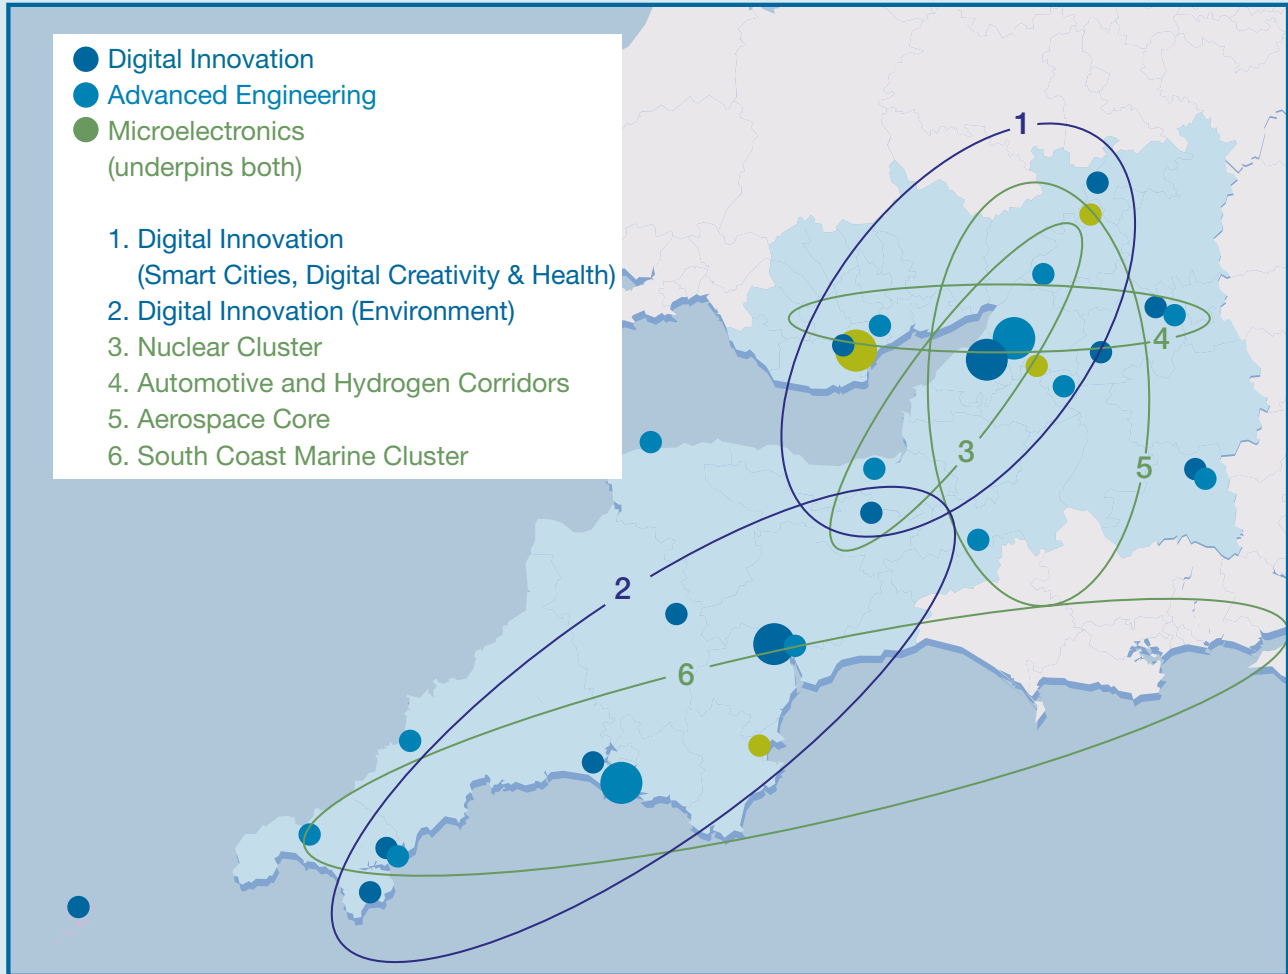 Digital Innovation
Advanced Engineering
Microelectronics
(underpins both)
1. Digital Innovation
(Smart Cities, Digital Creativity & Health)
2. Digital Innovation (Environment)
3. Nuclear Cluster
4. Automotive and Hydrogen Corridors
5. Aerospace Core
6. South Coast Marine Cluster
1
4
3
5
2
6